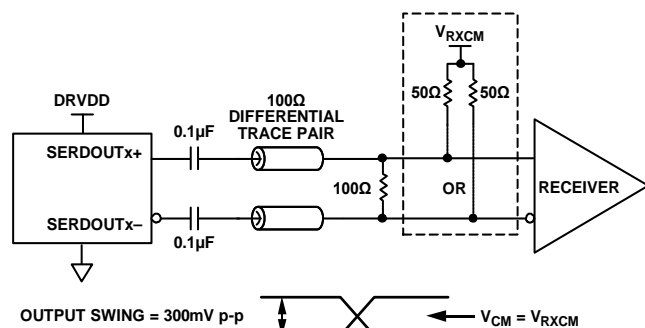 V_RXCM
DRVDD
100Ω
DIFFERENTIAL
TRACE PAIR
50Ω 50Ω
0.1µF
SERDOUTx+
100Ω
OR
RECEIVER
SERDOUTx–
0.1µF
OUTPUT SWING = 300mV p-p
V_CM = V_RXCM